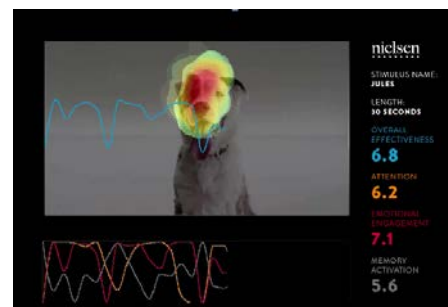 nielsen
STIMULUS NAME:
JULES
LENGTH:
30 SECONDS
OVERALL
EFFECTIVENESS
6.8
ATTENTION
6.2
EMOTIONAL
ENGAGEMENT
7.1
MEMORY
ACTIVATION
5.6